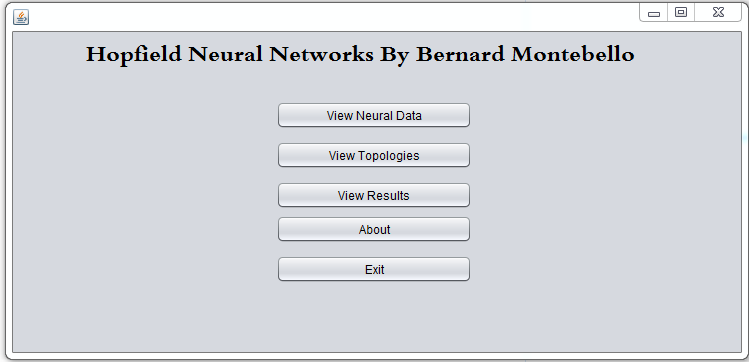 Hopfield Neural Networks By Bernard Montebello
View Neural Data
View Topologies
View Results
About
Exit